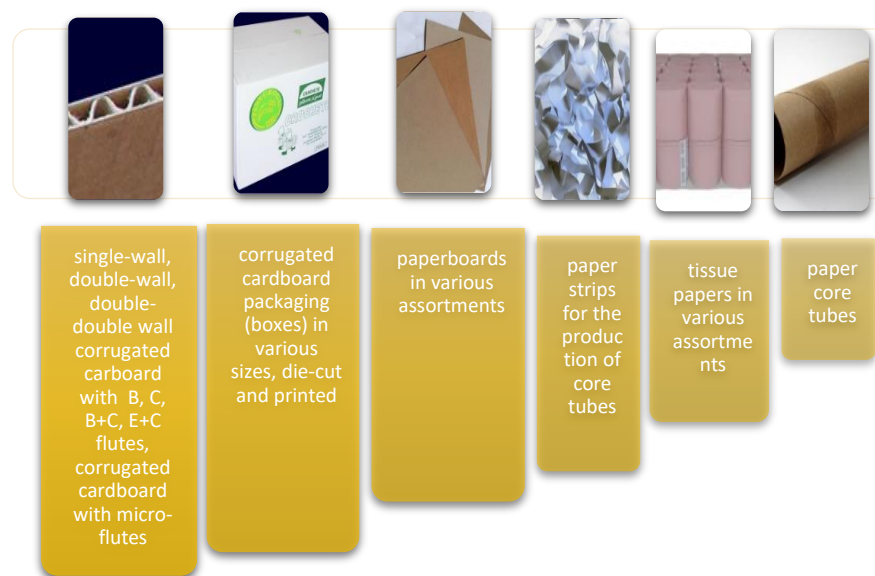 single-wall,
double-wall,
double-
double wall
corrugated
carboard
with B, C,
B+C, E+C
flutes,
corrugated
cardboard
with micro-
flutes
corrugated
cardboard
packaging
(boxes) in
various
sizes, die-cut
and printed
paperboards
in various
assortments
paper
strips
for the
produc
tion of
core
tubes
tissue
papers in
various
assortme
nts
paper
core
tubes